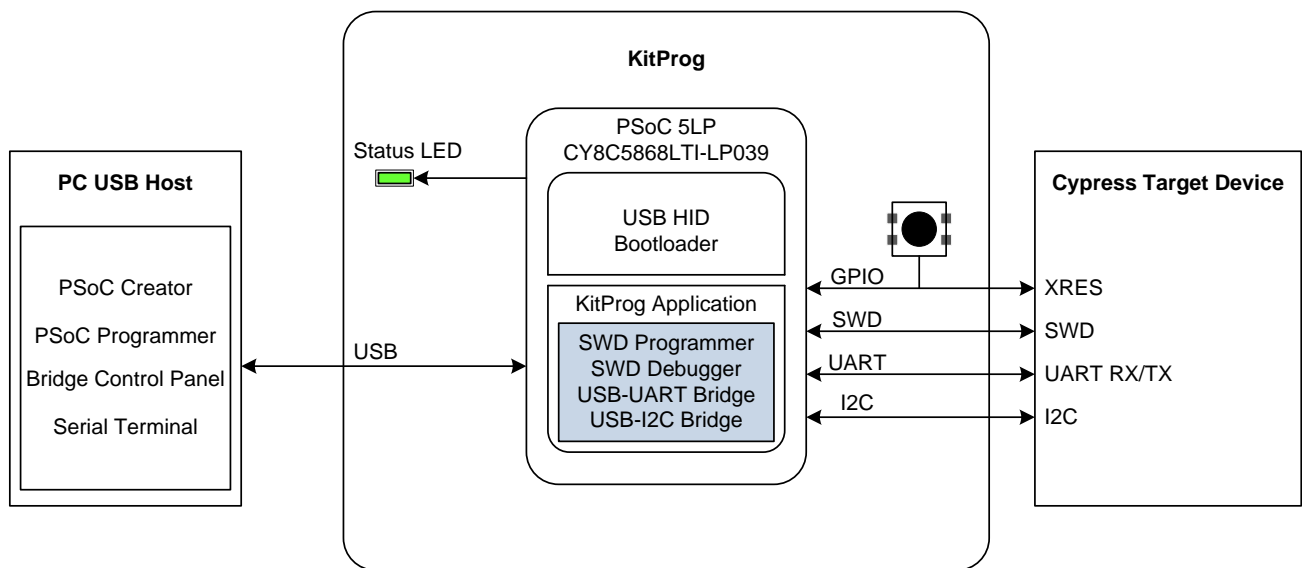 KitProg
PC USB Host
PSoC Creator
PSoC Programmer
Bridge Control Panel
Serial Terminal
USB
Status LED
PSoC 5LP
CY8C5868LTI-LP039
USB HID
Bootloader
KitProg Application
SWD Programmer
SWD Debugger
USB-UART Bridge
USB-I2C Bridge
GPIO
SWD
UART
I2C
Cypress Target Device
XRES
SWD
UART RX/TX
I2C